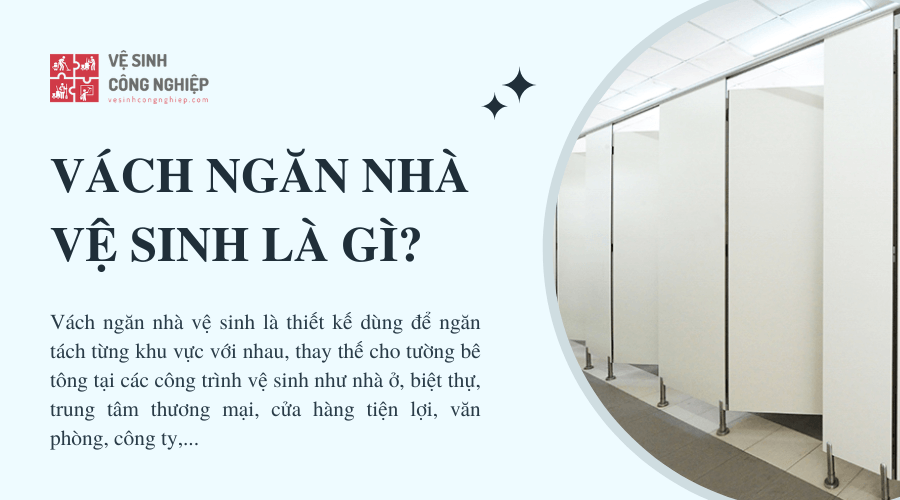 VỆ SINH
CÔNG NGHIỆP
vesinhcongnghiep.com
VÁCH NGĂN NHÀ
VỆ SINH LÀ GÌ?
Vách ngăn nhà vệ sinh là thiết kế dùng để ngăn
tách từng khu vực với nhau, thay thế cho tường bê
tông tại các công trình vệ sinh như nhà ở, biệt thự,
trung tâm thương mại, cửa hàng tiện lợi, văn
phòng, công ty,...